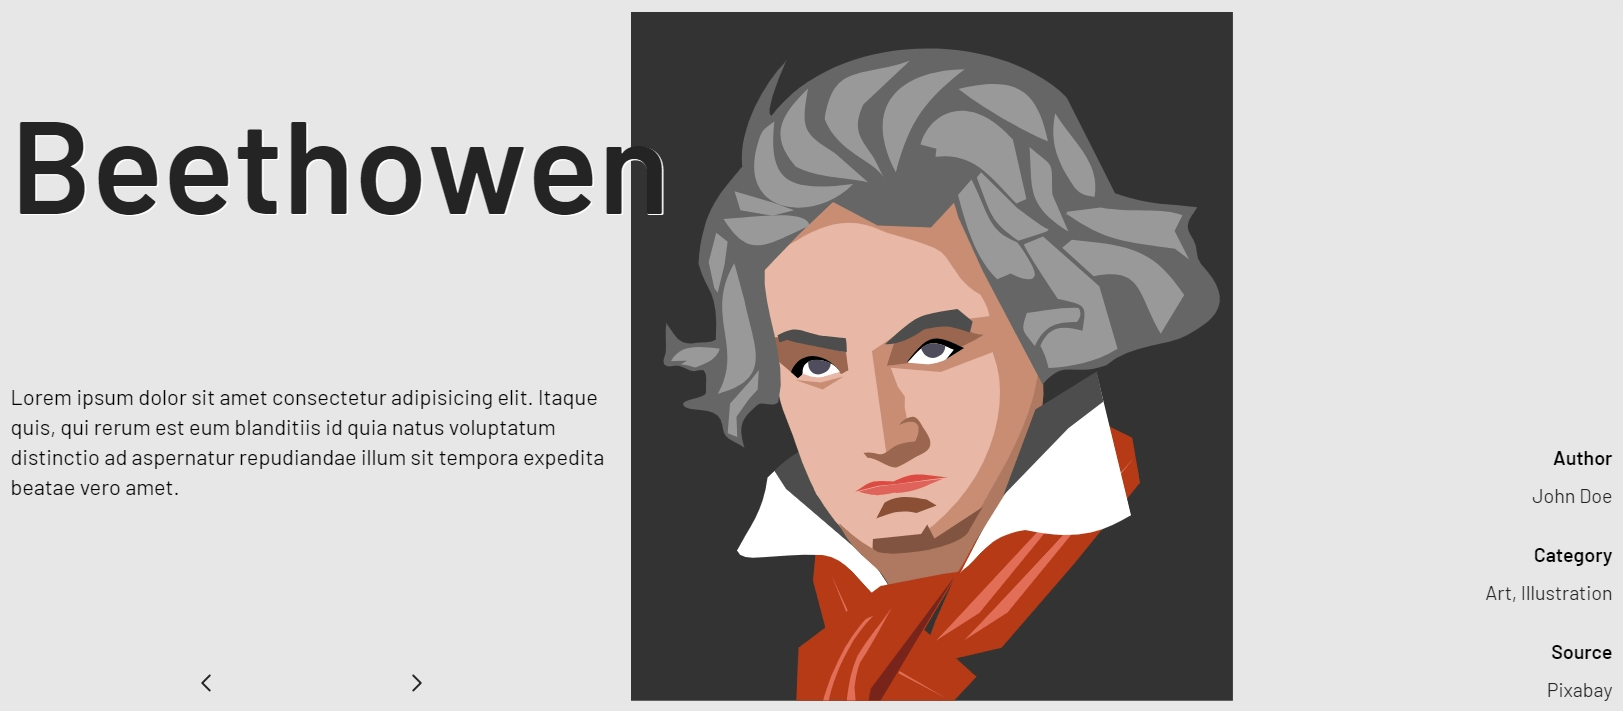 Beethowen
Lorem ipsum dolor sit amet consectetur adipisicing elit. Itaque
quis, qui rerum est eum blanditiis id quia natus voluptatum
distinctio ad aspernatur repudiandae illum sit tempora expedita
beatae vero amet.
Author
John Doe
Category
Art, Illustration
Source
Pixabay